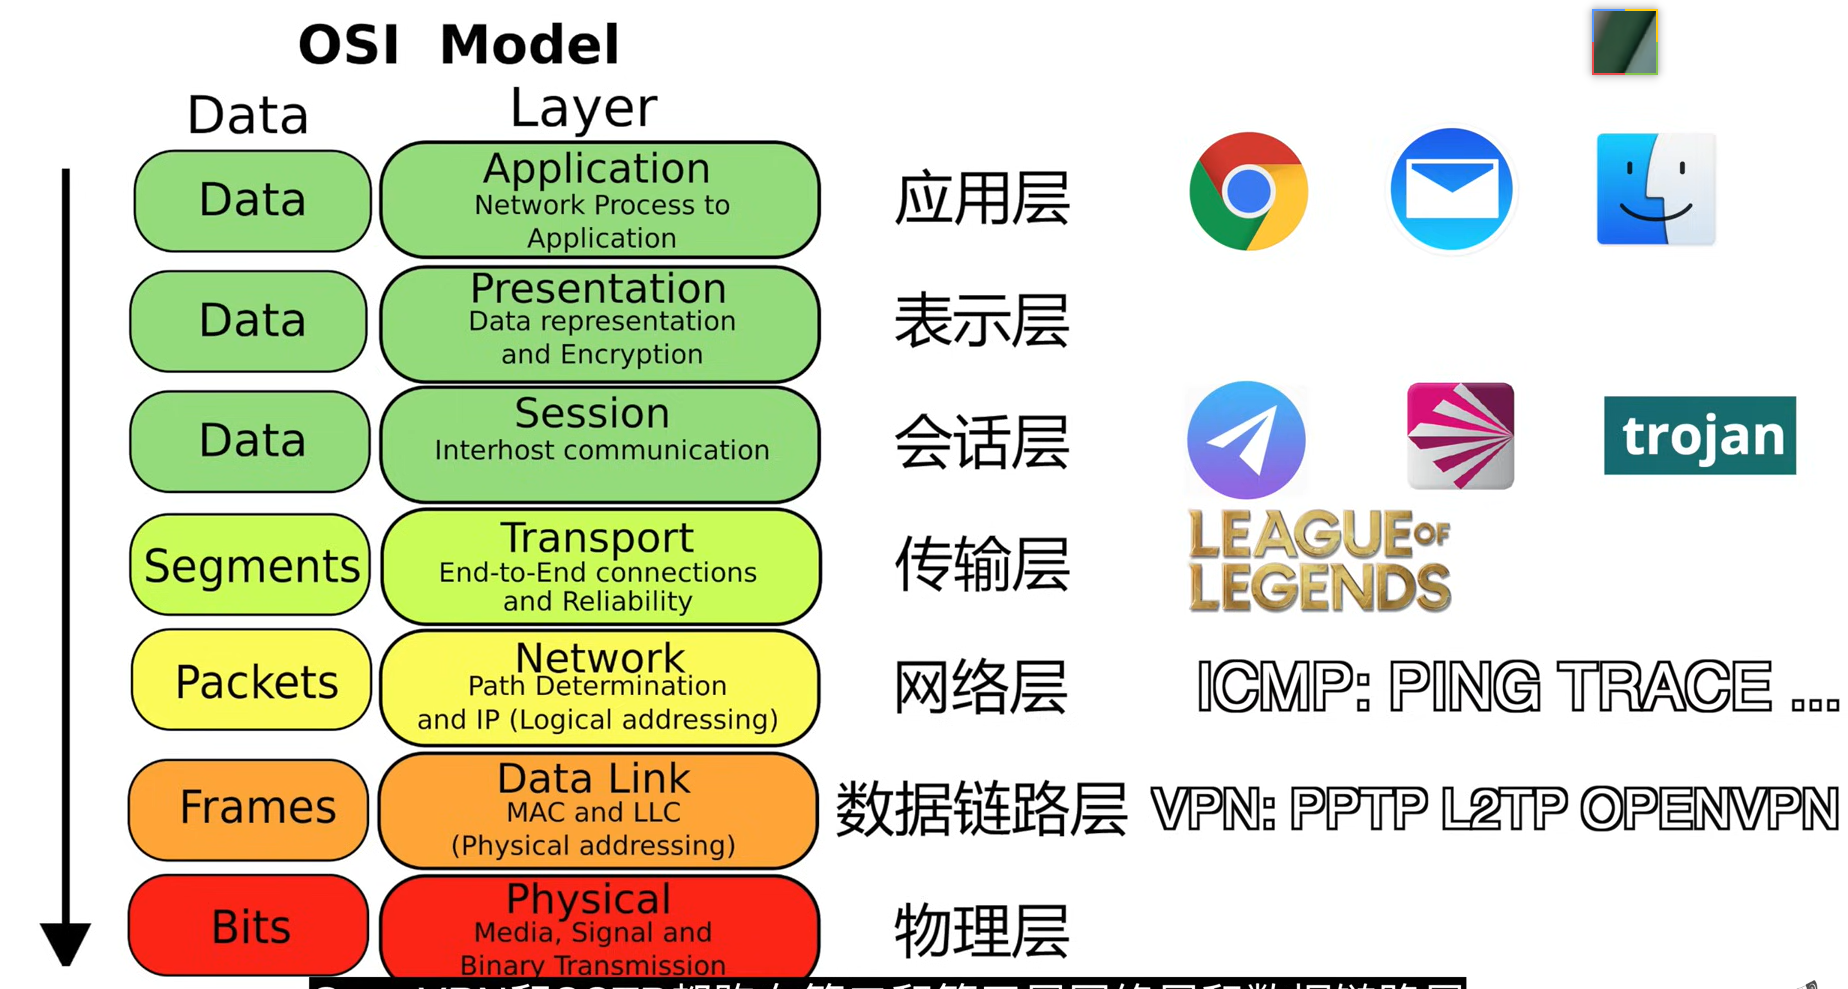 OSI Model
Data
Layer
Data
Application
Network Process to
Application
应用层
Data
Presentation
Data representation
and Encryption
表示层
Data
Session
Interhost communication
会话层
trojan
Segments
Transport
End-to-End connections
and Reliability
传输层
LEAGUE OF
LEGENDS
Packets
Network
Path Determination
and IP (Logical addressing)
网络层
ICMP: PING TRACE ...
Frames
Data Link
MAC and LLC
(Physical addressing)
数据链路层
VPN: PPTP L2TP OPENVPN
Bits
Physical
Media, Signal and
Binary Transmission
物理层